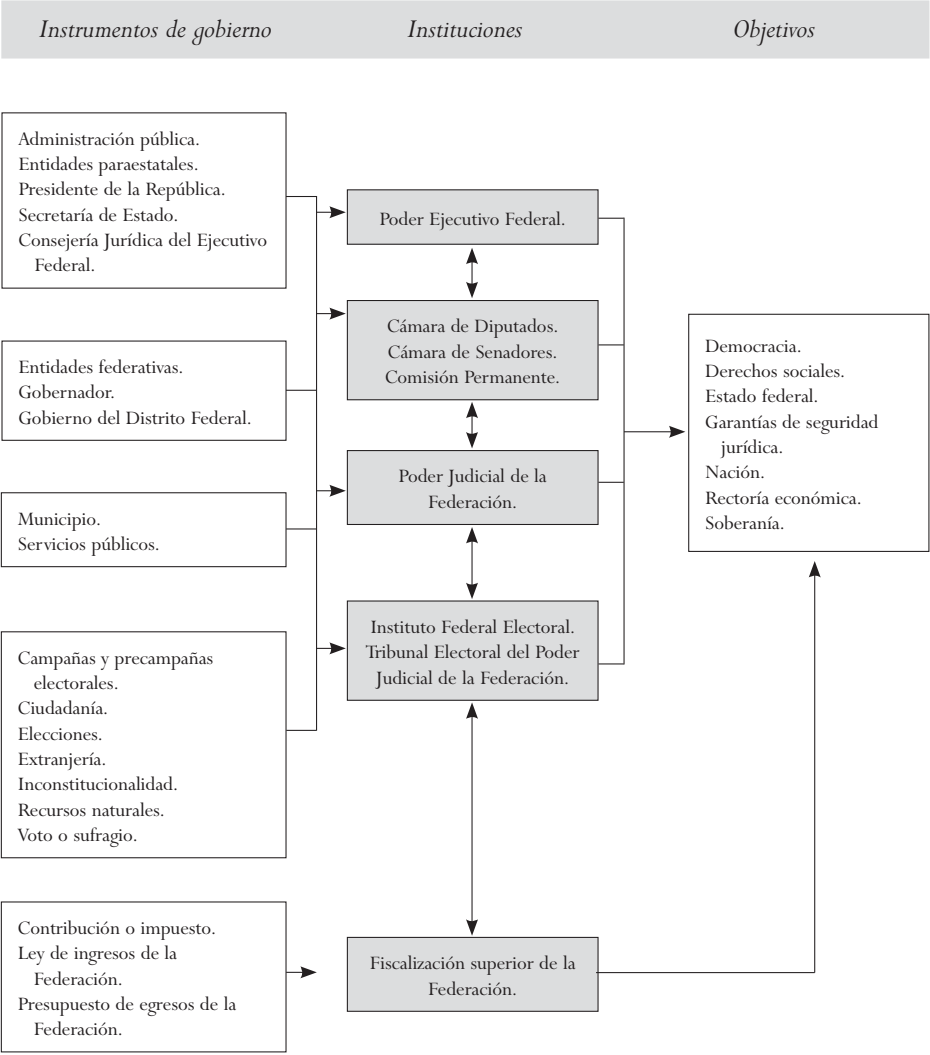 Instrumentos de gobierno
Instituciones
Objetivos
Administración pública.
Entidades paraestatales.
Presidente de la República.
Secretaría de Estado.
Consejería Jurídica del Ejecutivo
Federal.
Entidades federativas.
Gobernador.
Gobierno del Distrito Federal.
Municipio.
Servicios públicos.
Campañas y precampañas
electorales.
Ciudadanía.
Elecciones.
Extranjería.
Inconstitucionalidad.
Recursos naturales.
Voto o sufragio.
Contribución o impuesto.
Ley de ingresos de la
Federación.
Presupuesto de egresos de la
Federación.
Poder Ejecutivo Federal.
Cámara de Diputados.
Cámara de Senadores.
Comisión Permanente.
Poder Judicial de la
Federación.
Instituto Federal Electoral.
Tribunal Electoral del Poder
Judicial de la Federación.
Fiscalización superior de la
Federación.
Democracia.
Derechos sociales.
Estado federal.
Garantías de seguridad
jurídica.
Nación.
Rectoría económica.
Soberanía.